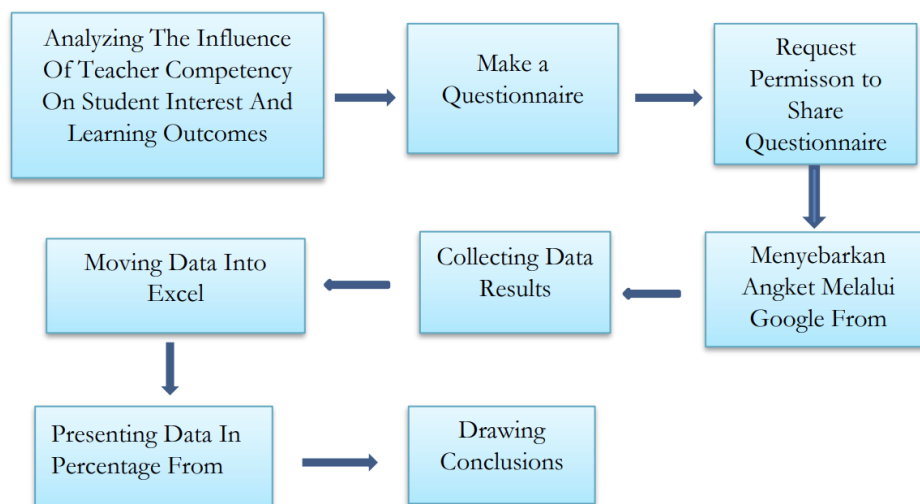 Analyzing The Influence
Of Teacher Competency
On Student Interest And
Learning Outcomes
Make a
Questionnaire
Request
Permisson to
Share
Questionnaire
Menyebarkan
Angket Melalui
Google From
Collecting Data
Results
Moving Data Into
Excel
Presenting Data In
Percentage From
Drawing
Conclusions